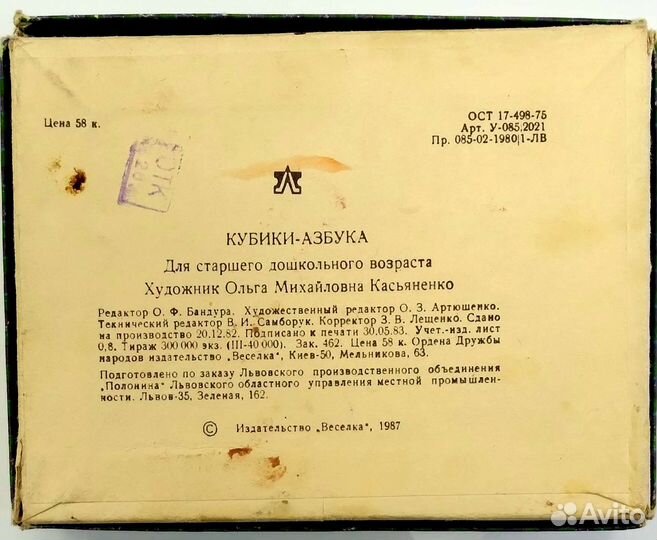 Цена 58 к.
ОСТ 17-498-75
Арт. У-085.2021
Пр. 085-02-1980|1-ЛВ
ОТК
28
КУБИКИ-АЗБУКА
Для старшего дошкольного возраста
Художник Ольга Михайловна Касьяненко
Редактор О. Ф. Бандура. Художественный редактор О. З. Артюшенко.
Технический редактор В. И. Самборук. Корректор З. В. Лещенко. Сдано
на производство 20.12.82. Подписано к печати 30.05.83. Учет.-изд. лист
0,8. Тираж 300 000 экз. (III-40 000). Зак. 462. Цена 58 к. Ордена Дружбы
народов издательство „Веселка", Киев-50, Мельникова, 63.
Подготовлено по заказу Львовского производственного объединения
„Полонина" Львовского областного управления местной промышлен-
ности. Львов-35, Зеленая, 162.
© Издательство „Веселка", 1987
Avito